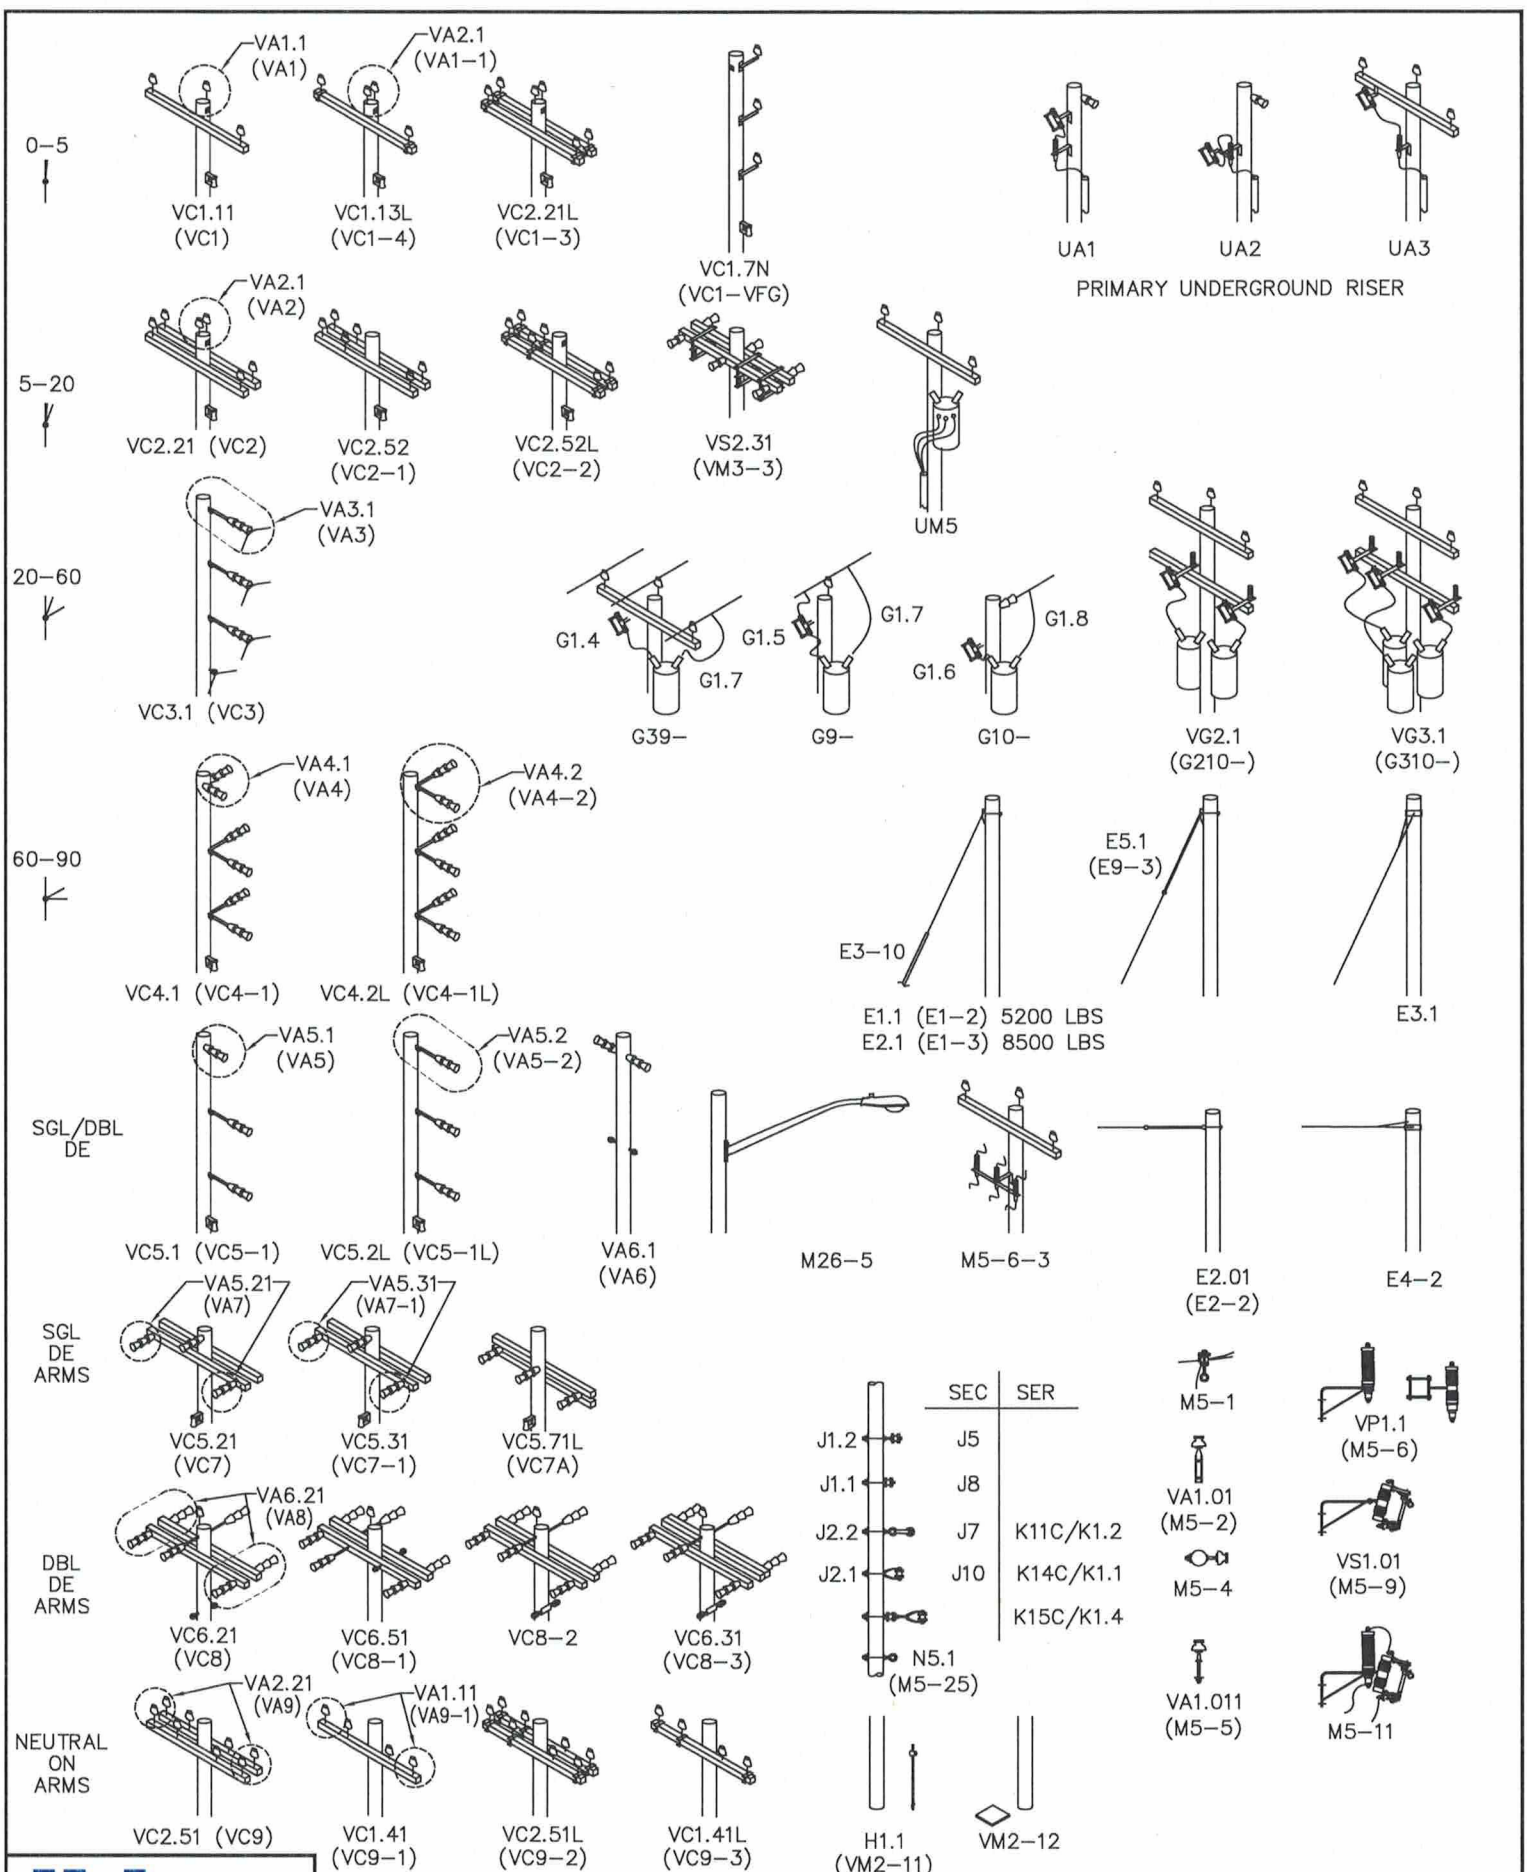 VA1.1
(VA1)
VA2.1
(VA1-1)
0-5
VC1.11
(VC1)
VC1.13L
(VC1-4)
VC2.21L
(VC1-3)
VC1.7N
(VC1-VFG)
UA1
UA2
UA3
PRIMARY UNDERGROUND RISER
VA2.1
(VA2)
5-20
VC2.21 (VC2)
VC2.52
(VC2-1)
VC2.52L
(VC2-2)
VS2.31
(VM3-3)
UM5
VA3.1
(VA3)
20-60
VC3.1 (VC3)
G1.4
G1.7
G39-
G1.5
G1.7
G9-
G1.6
G1.8
G10-
VG2.1
(G210-)
VG3.1
(G310-)
VA4.1
(VA4)
VA4.2
(VA4-2)
60-90
VC4.1 (VC4-1)
VC4.2L (VC4-1L)
E3-10
E1.1 (E1-2) 5200 LBS
E2.1 (E1-3) 8500 LBS
E5.1
(E9-3)
E3.1
VA5.1
(VA5)
VA5.2
(VA5-2)
SGL/DBL
DE
VC5.1 (VC5-1)
VC5.2L (VC5-1L)
VA6.1
(VA6)
M26-5
M5-6-3
E2.01
(E2-2)
E4-2
VA5.21
(VA7)
VA5.31
(VA7-1)
SGL
DE
ARMS
VC5.21
(VC7)
VC5.31
(VC7-1)
VC5.71L
(VC7A)
SEC SER
J1.2 J5
J1.1 J8
J2.2 J7 K11C/K1.2
J2.1 J10 K14C/K1.1
K15C/K1.4
N5.1
(M5-25)
M5-1
VP1.1
(M5-6)
VA1.01
(M5-2)
VS1.01
(M5-9)
M5-4
VA1.011
(M5-5)
M5-11
VA6.21
(VA8)
DBL
DE
ARMS
VC6.21
(VC8)
VC6.51
(VC8-1)
VC8-2
VC6.31
(VC8-3)
VA2.21
(VA9)
VA1.11
(VA9-1)
NEUTRAL
ON
ARMS
VC2.51 (VC9)
VC1.41
(VC9-1)
VC2.51L
(VC9-2)
VC1.41L
(VC9-3)
H1.1
(VM2-11)
VM2-12